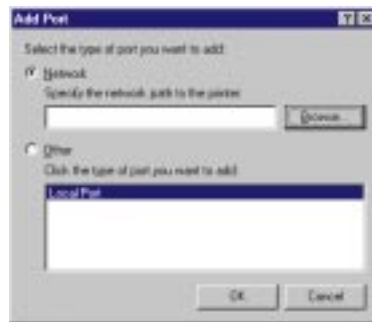 Add Port
Select the type of port you want to add:
Network
Specify the network path to the printer:
Browse...
Other
Click the type of port you want to add:
Local Port
OK
Cancel